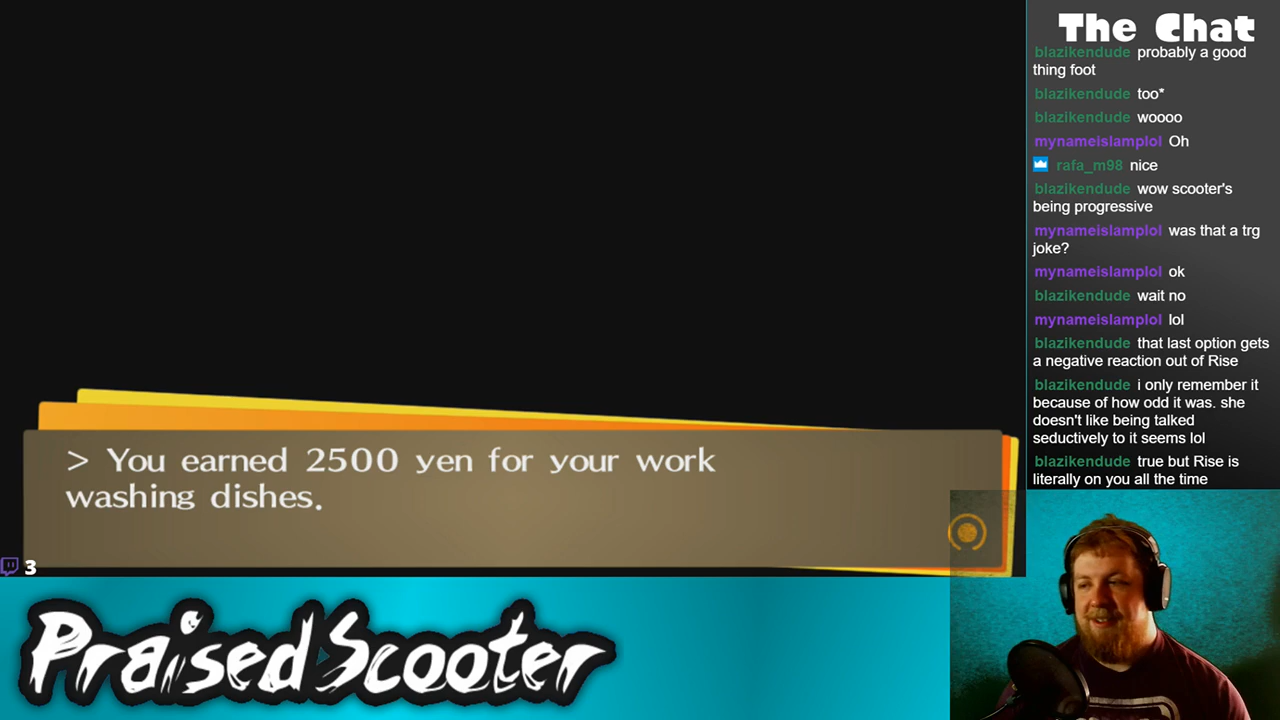 The Chat
blazikendude probably a good
thing foot
blazikendude too*
blazikendude woooo
mynameislamplol Oh
rafa_m98 nice
blazikendude wow scooter's
being progressive
mynameislamplol was that a trg
joke?
mynameislamplol ok
blazikendude wait no
mynameislamplol lol
blazikendude that last option gets
a negative reaction out of Rise
blazikendude i only remember it
because of how odd it was. she
doesn't like being talked
seductively to it seems lol
blazikendude true but Rise is
literally on you all the time
> You earned 2500 yen for your work
washing dishes.
3
PraisedScooter